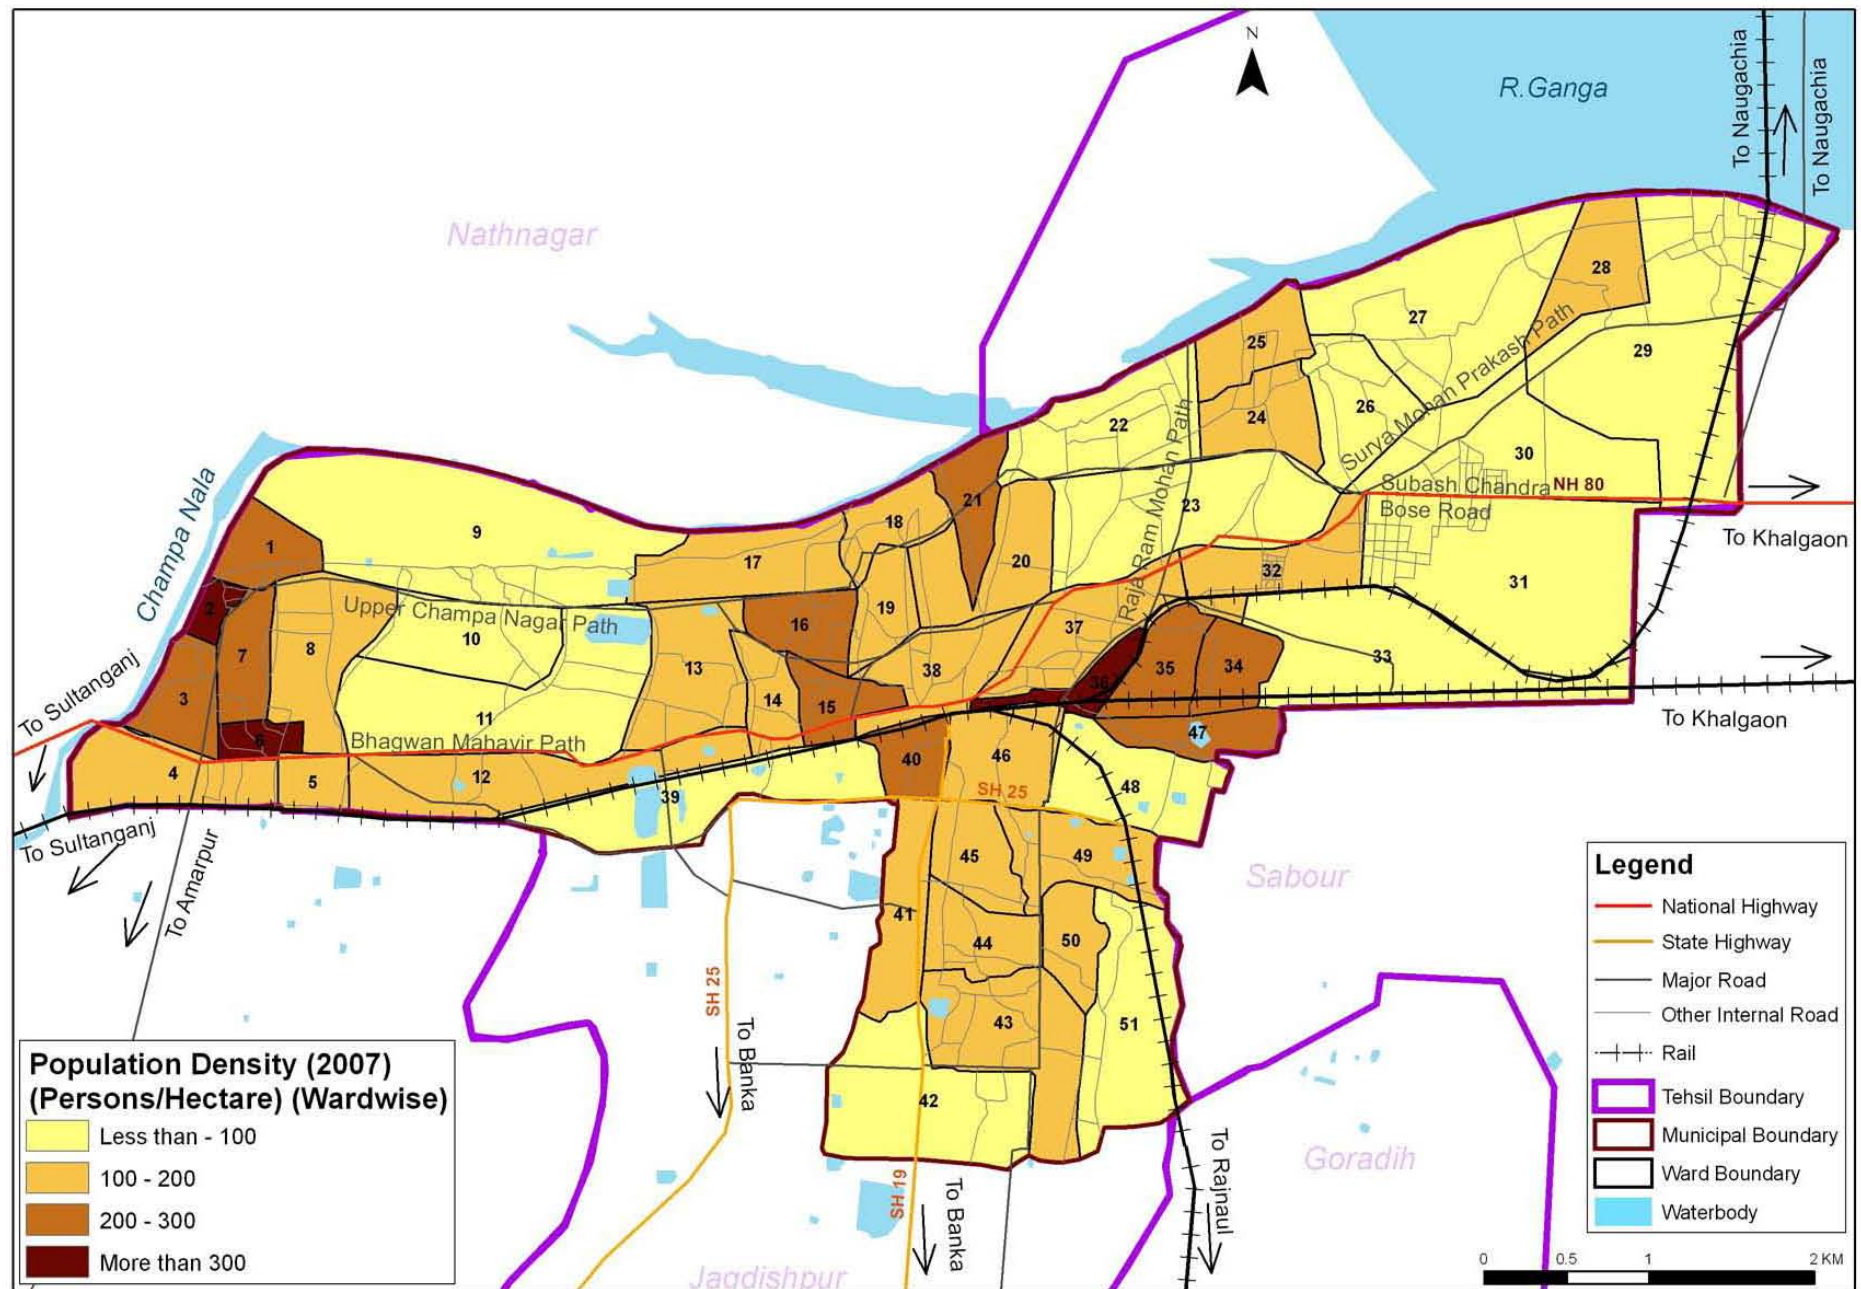 N
R.Ganga
To Naugachia
To Naugachia
Nathnagar
28
27
25
29
Surya Mohan Prakash Path
26
24
22
Raja Ram Mohan Path
30
Champa Nala
Subash Chandra
NH 80
21
23
Bose Road
18
9
To Khalgaon
1
17
20
32
31
2
Upper Champa Nagar Path
19
16
37
10
8
7
38
33
13
35
34
36
To Sultanganj
3
14
15
11
To Khalgaon
47
6
Bhagwan Mahavir Path
40
46
4
5
12
48
39
SH 25
To Sultanganj
45
49
Sabour
To Amarpur
41
44
50
SH 25
43
51
To Banka
42
Goradih
To Rajnaul
SH 19
To Banka
Jagdishpur
Population Density (2007)
(Persons/Hectare) (Wardwise)
Less than - 100
100 - 200
200 - 300
More than 300
Legend
National Highway
State Highway
Major Road
Other Internal Road
Rail
Tehsil Boundary
Municipal Boundary
Ward Boundary
Waterbody
0 0.5 1 2 KM